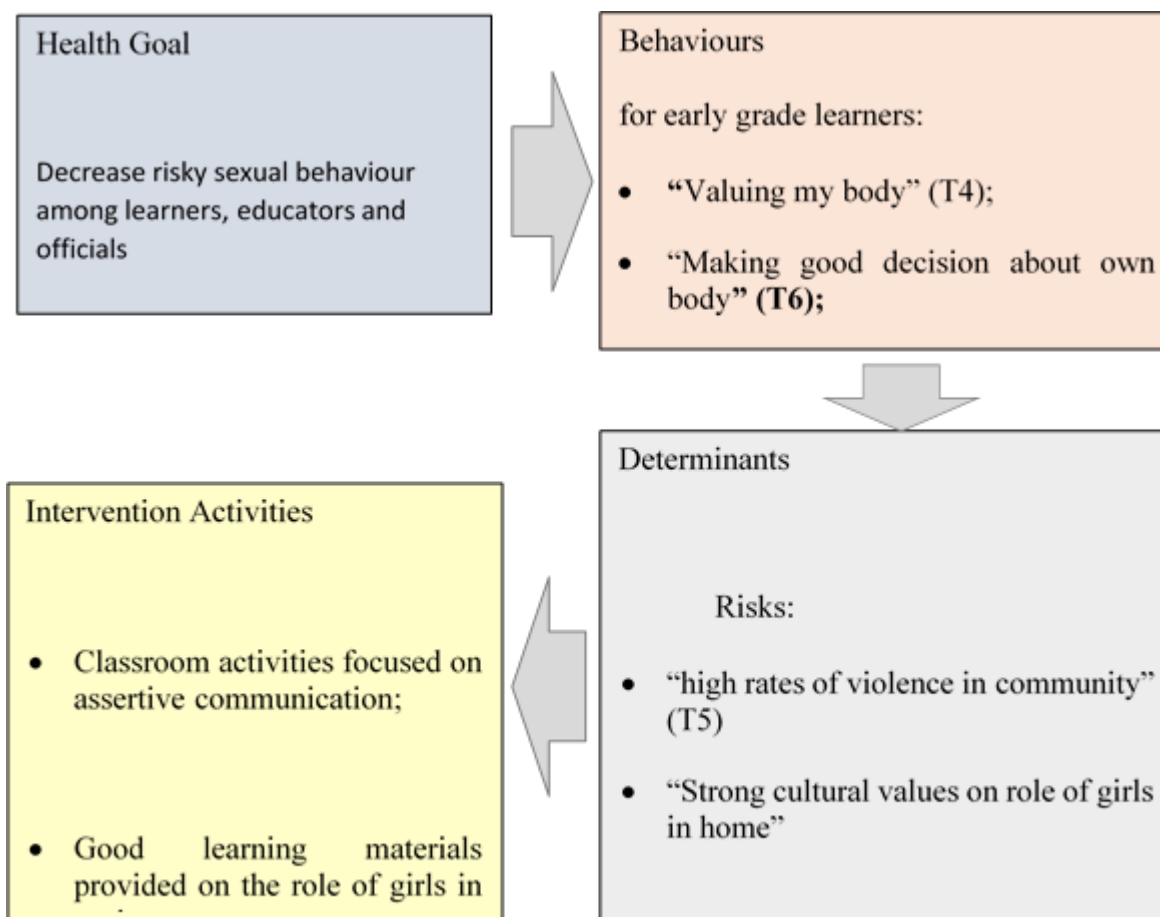 Health Goal
Decrease risky sexual behaviour
among learners, educators and
officials
Behaviours
for early grade learners:
• “Valuing my body” (T4);
• “Making good decision about own
body” (T6);
Determinants
Risks:
• “high rates of violence in community”
(T5)
• “Strong cultural values on role of girls
in home”
Intervention Activities
• Classroom activities focused on
assertive communication;
• Good learning materials
provided on the role of girls in